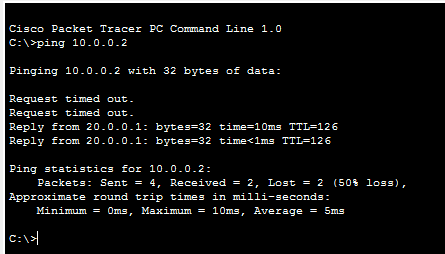 Cisco Packet Tracer PC Command Line 1.0
C:\>ping 10.0.0.2
Pinging 10.0.0.2 with 32 bytes of data:
Request timed out.
Request timed out.
Reply from 20.0.0.1: bytes=32 time=10ms TTL=126
Reply from 20.0.0.1: bytes=32 time<1ms TTL=126
Ping statistics for 10.0.0.2:
Packets: Sent = 4, Received = 2, Lost = 2 (50% loss),
Approximate round trip times in milli-seconds:
Minimum = 0ms, Maximum = 10ms, Average = 5ms
C:\>